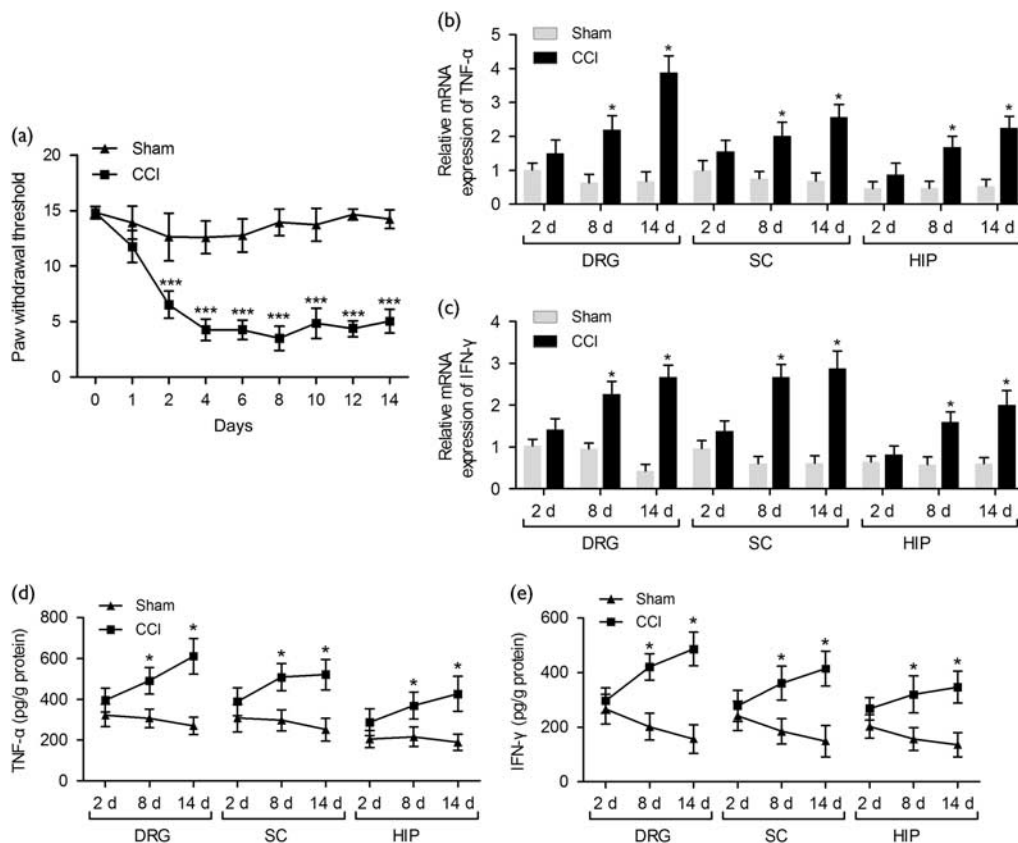 (a)
Sham
CCI
Paw withdrawal threshold
20
15
10
5
0
*** *** *** *** *** *** ***
0 1 2 4 6 8 10 12 14
Days
(b)
Sham
CCI
Relative mRNA
expression of TNF-α
5
4
3
2
1
0
* * * * * *
2 d 8 d 14 d 2 d 8 d 14 d 2 d 8 d 14 d
DRG SC HIP
(c)
Sham
CCI
Relative mRNA
expression of IFN-γ
4
3
2
1
0
* * * * * *
2 d 8 d 14 d 2 d 8 d 14 d 2 d 8 d 14 d
DRG SC HIP
(d)
Sham
CCI
TNF-α (pg/g protein)
800
600
400
200
0
* * * * * *
2 d 8 d 14 d 2 d 8 d 14 d 2 d 8 d 14 d
DRG SC HIP
(e)
Sham
CCI
IFN-γ (pg/g protein)
600
400
200
0
* * * * * *
2 d 8 d 14 d 2 d 8 d 14 d 2 d 8 d 14 d
DRG SC HIP